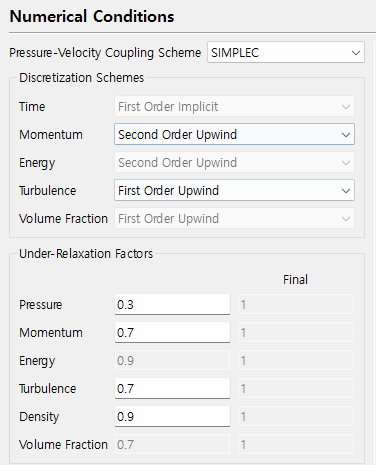 Numerical Conditions
Pressure-Velocity Coupling Scheme SIMPLEC
Discretization Schemes
Time First Order Implicit
Momentum Second Order Upwind
Energy Second Order Upwind
Turbulence First Order Upwind
Volume Fraction First Order Upwind
Under-Relaxation Factors
Final
Pressure 0.3 1
Momentum 0.7 1
Energy 0.9 1
Turbulence 0.7 1
Density 0.9 1
Volume Fraction 0.7 1